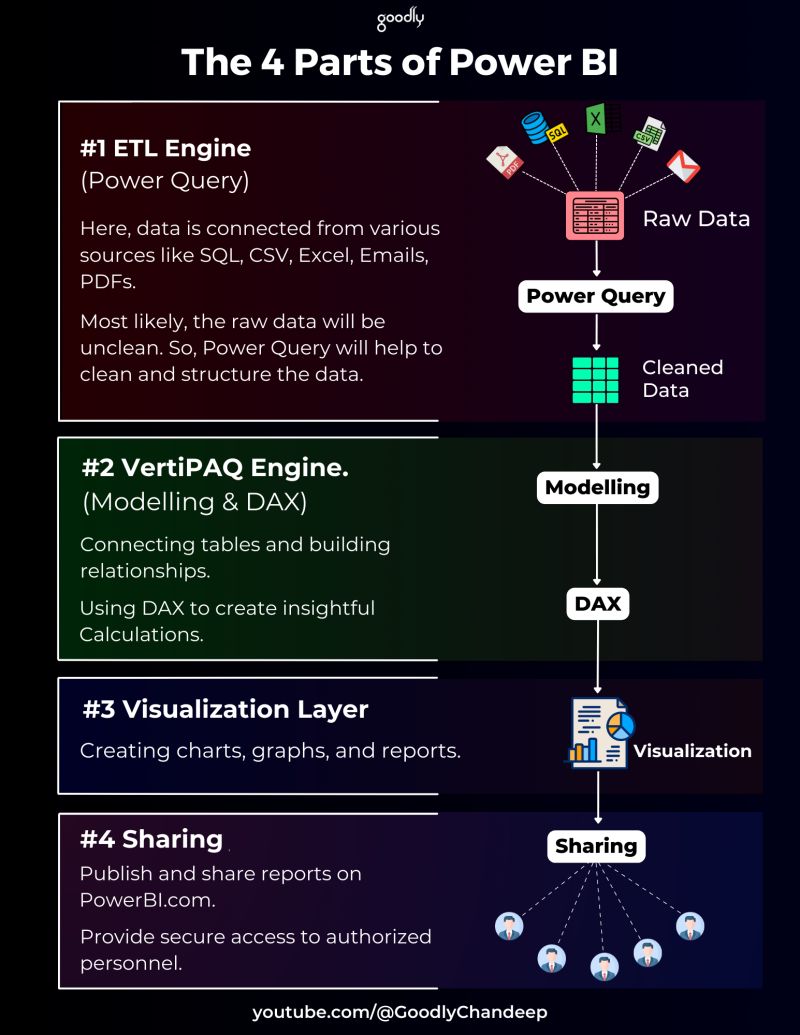 goodly
The 4 Parts of Power BI
#1 ETL Engine
(Power Query)
Here, data is connected from various
sources like SQL, CSV, Excel, Emails,
PDFs.
Most likely, the raw data will be
unclean. So, Power Query will help to
clean and structure the data.
PDF
SQL
X
CSV
M
Raw Data
Power Query
Cleaned
Data
#2 VertiPAQ Engine.
(Modelling & DAX)
Connecting tables and building
relationships.
Using DAX to create insightful
Calculations.
Modelling
DAX
#3 Visualization Layer
Creating charts, graphs, and reports.
Visualization
#4 Sharing
Publish and share reports on
PowerBI.com.
Provide secure access to authorized
personnel.
Sharing
youtube.com/@GoodlyChandeep